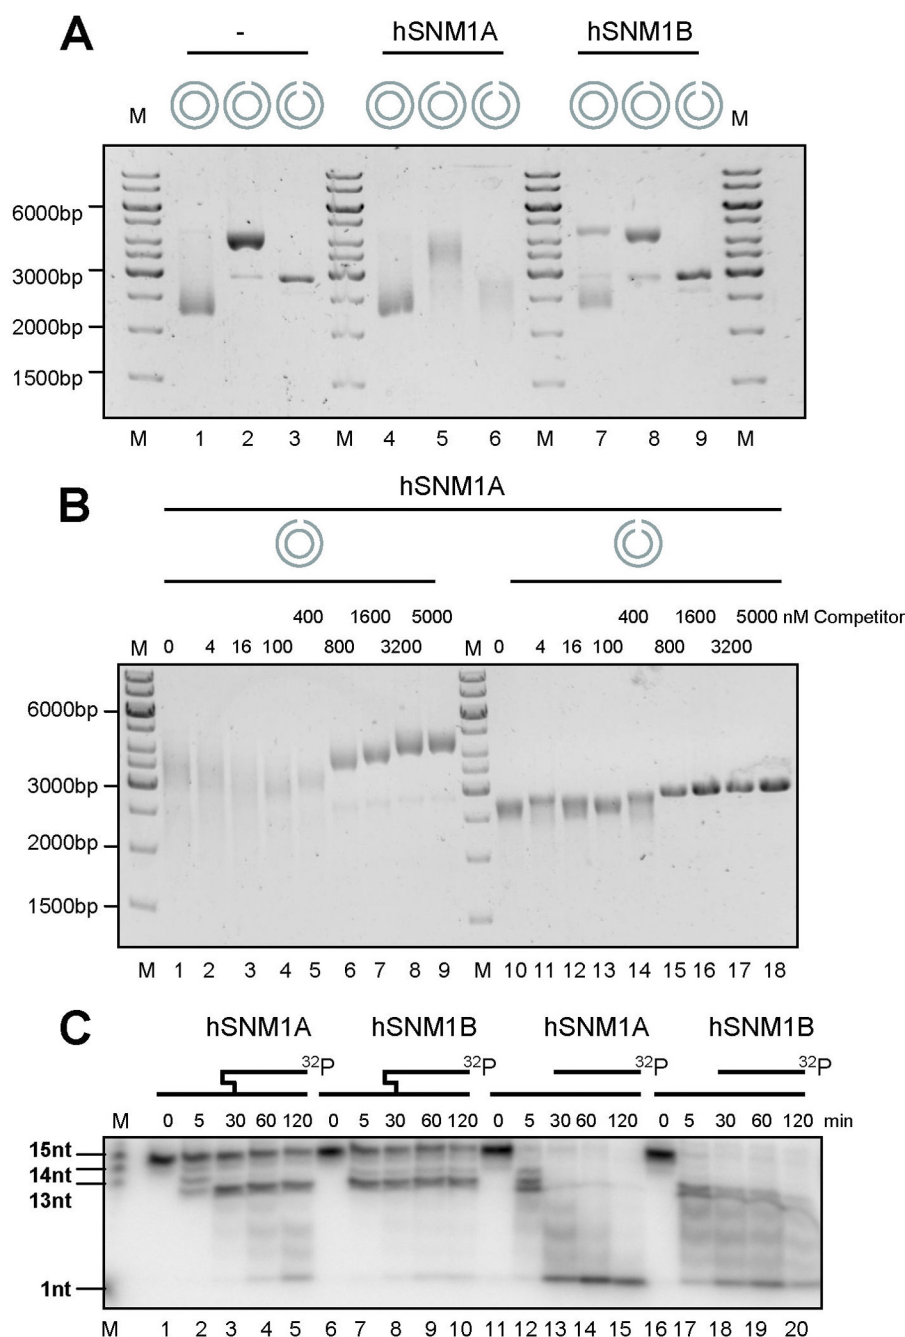 A
- hSNM1A hSNM1B
M M
6000bp
3000bp
2000bp
1500bp
M 1 2 3 M 4 5 6 M 7 8 9 M
B
hSNM1A
400 1600 5000 400 1600 5000 nM Competitor
M 0 4 16 100 800 3200 M 0 4 16 100 800 3200
6000bp
3000bp
2000bp
1500bp
M 1 2 3 4 5 6 7 8 9 M 10 11 12 13 14 15 16 17 18
C
hSNM1A hSNM1B hSNM1A hSNM1B
32P 32P 32P 32P
M 0 5 30 60 120 0 5 30 60 120 0 5 30 60 120 0 5 30 60 120 min
15nt
14nt
13nt
1nt
M 1 2 3 4 5 6 7 8 9 10 11 12 13 14 15 16 17 18 19 20